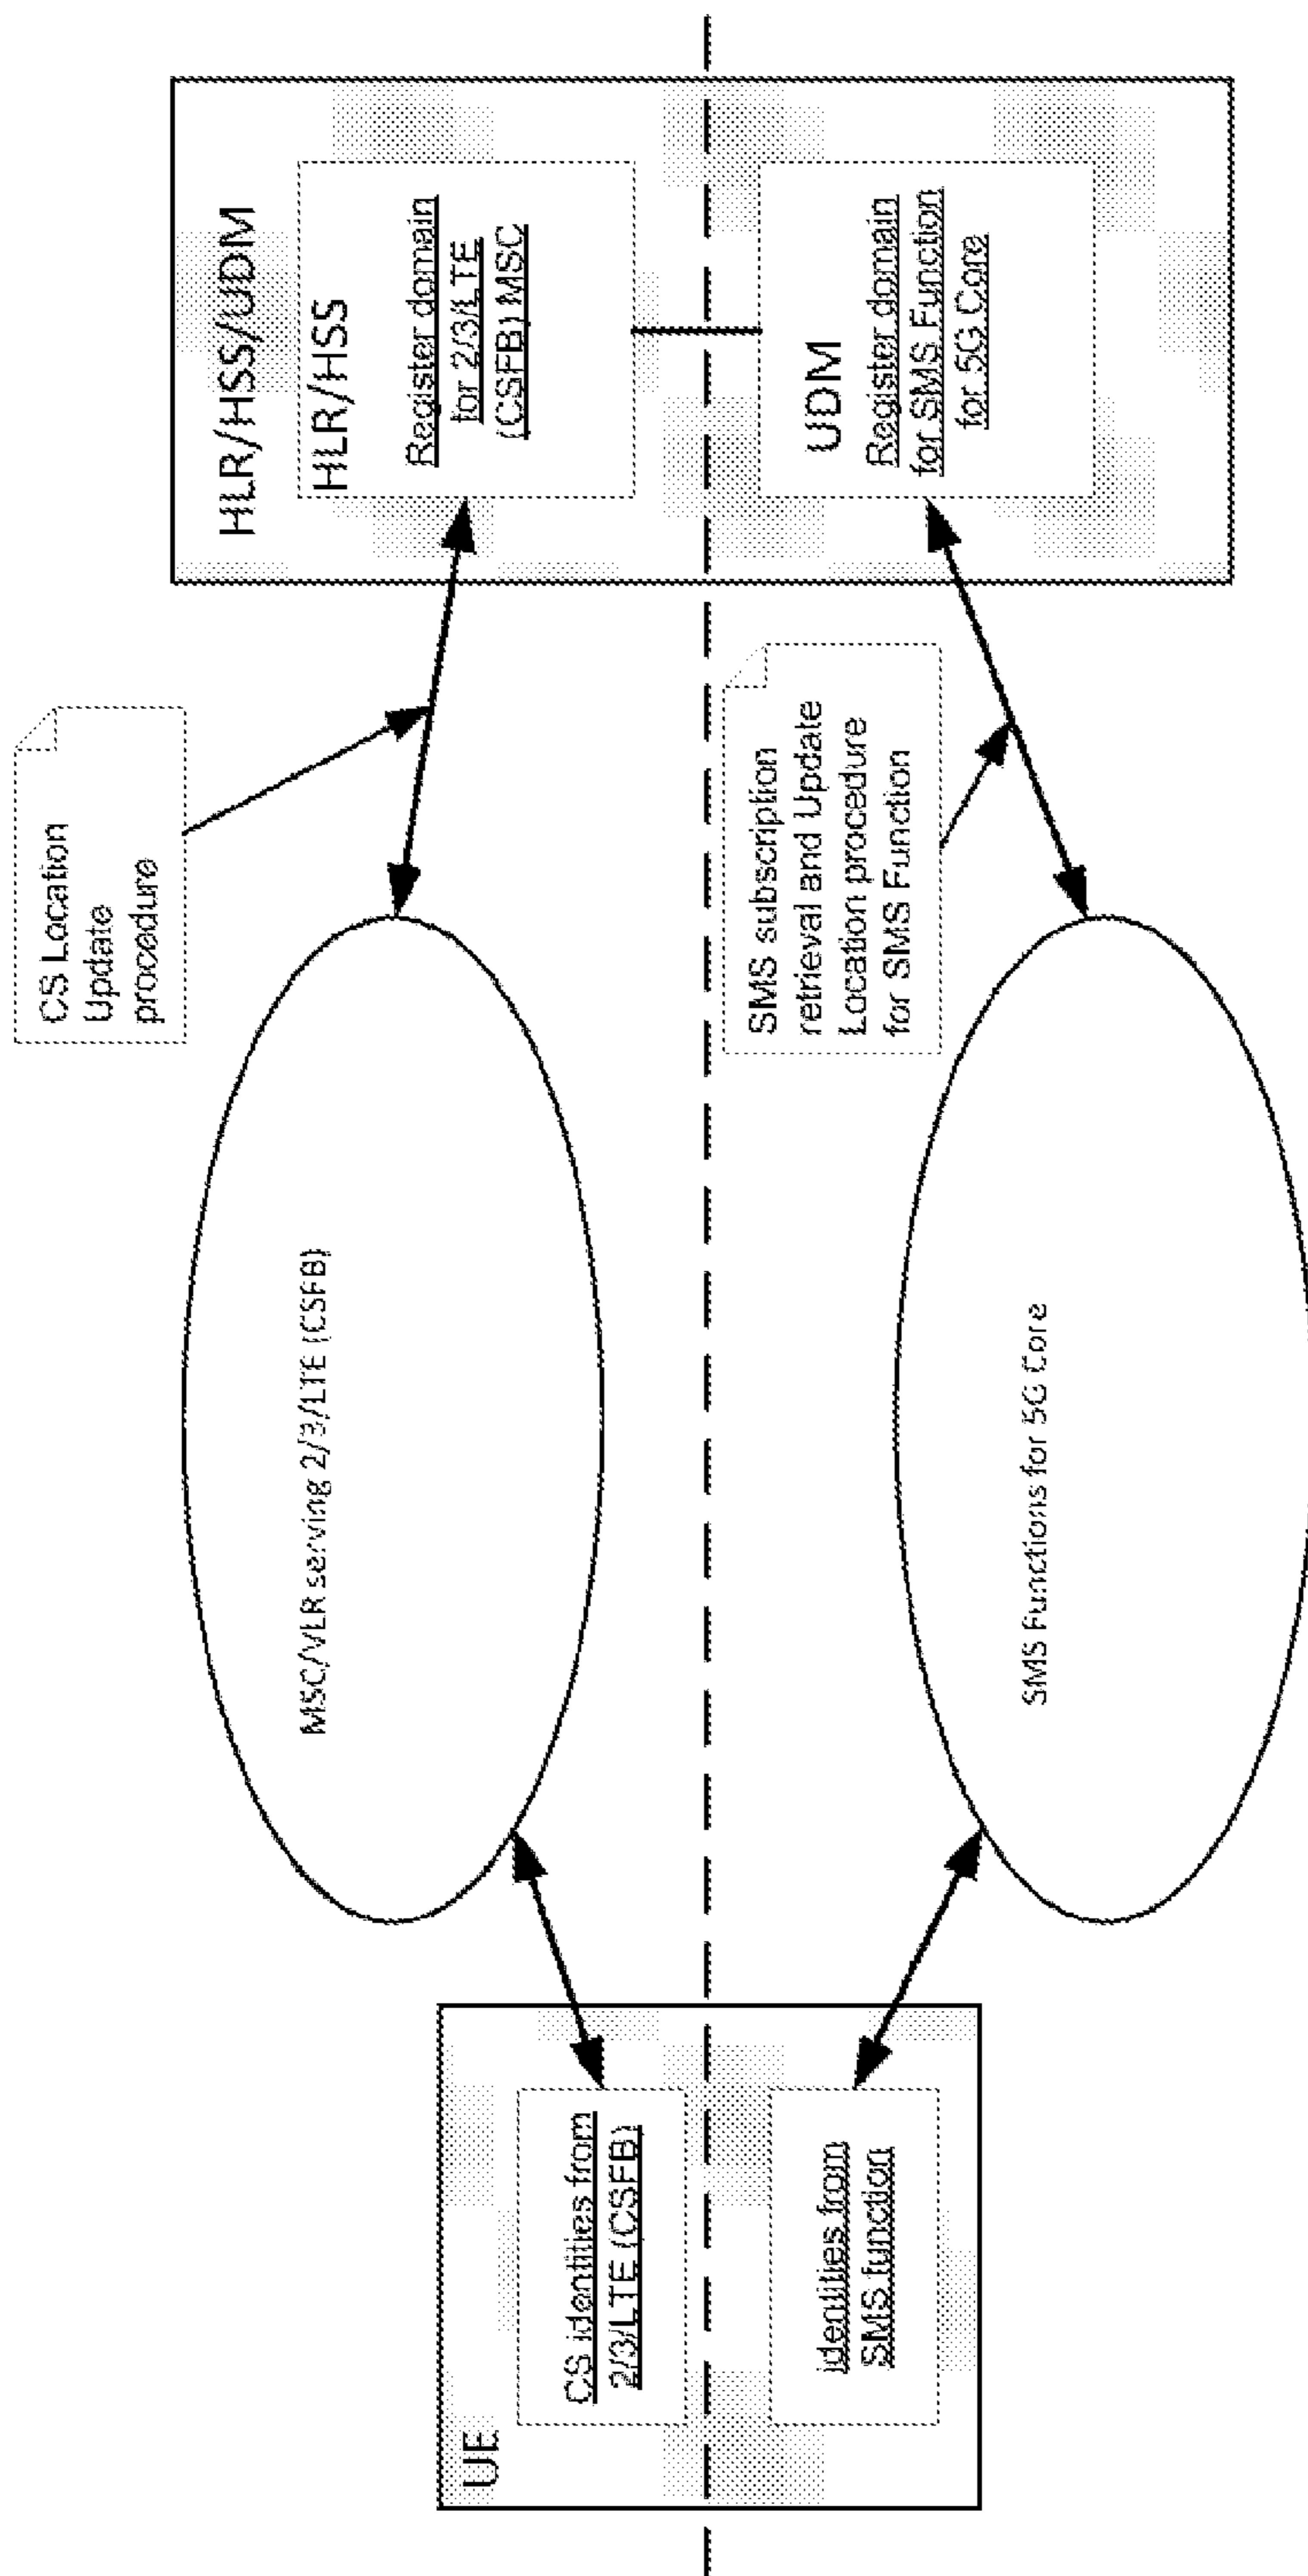 UE
CS identities from
2/3/LTE (CSFB)
identities from
SMS function
MSC/VLR serving 2/3/LTE (CSFB)
SMS Functions for 5G Core
CS Location
Update
procedure
SMS subscription
retrieval and Update
Location procedure
for SMS Function
HLR/HSS/UDM
HLR/HSS
Register domain
for 2/3/LTE
(CSFB) MSC
UDM
Register domain
for SMS Function
for 5G Core